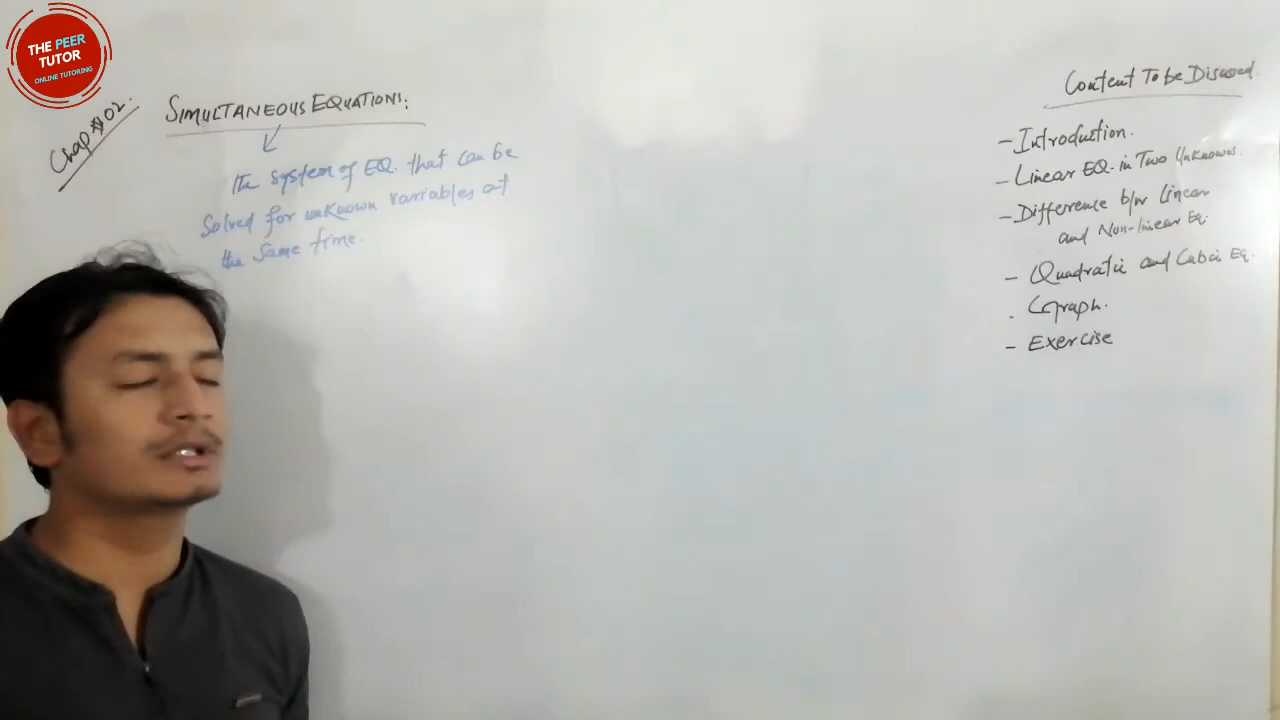 THE PEER
TUTOR
ONLINE TUTORING
Chap # 02.
SIMULTANEOUS EQUATIONS:
The system of EQ. that can be
Solved for unknown variables at
the same time.
Content To be Discussed.
- Introduction.
- Linear EQ. in Two Unknowns.
- Difference b/w Linear
and Non-linear Eq.
- Quadratic and Cubic Eq.
. Graph.
- Exercise